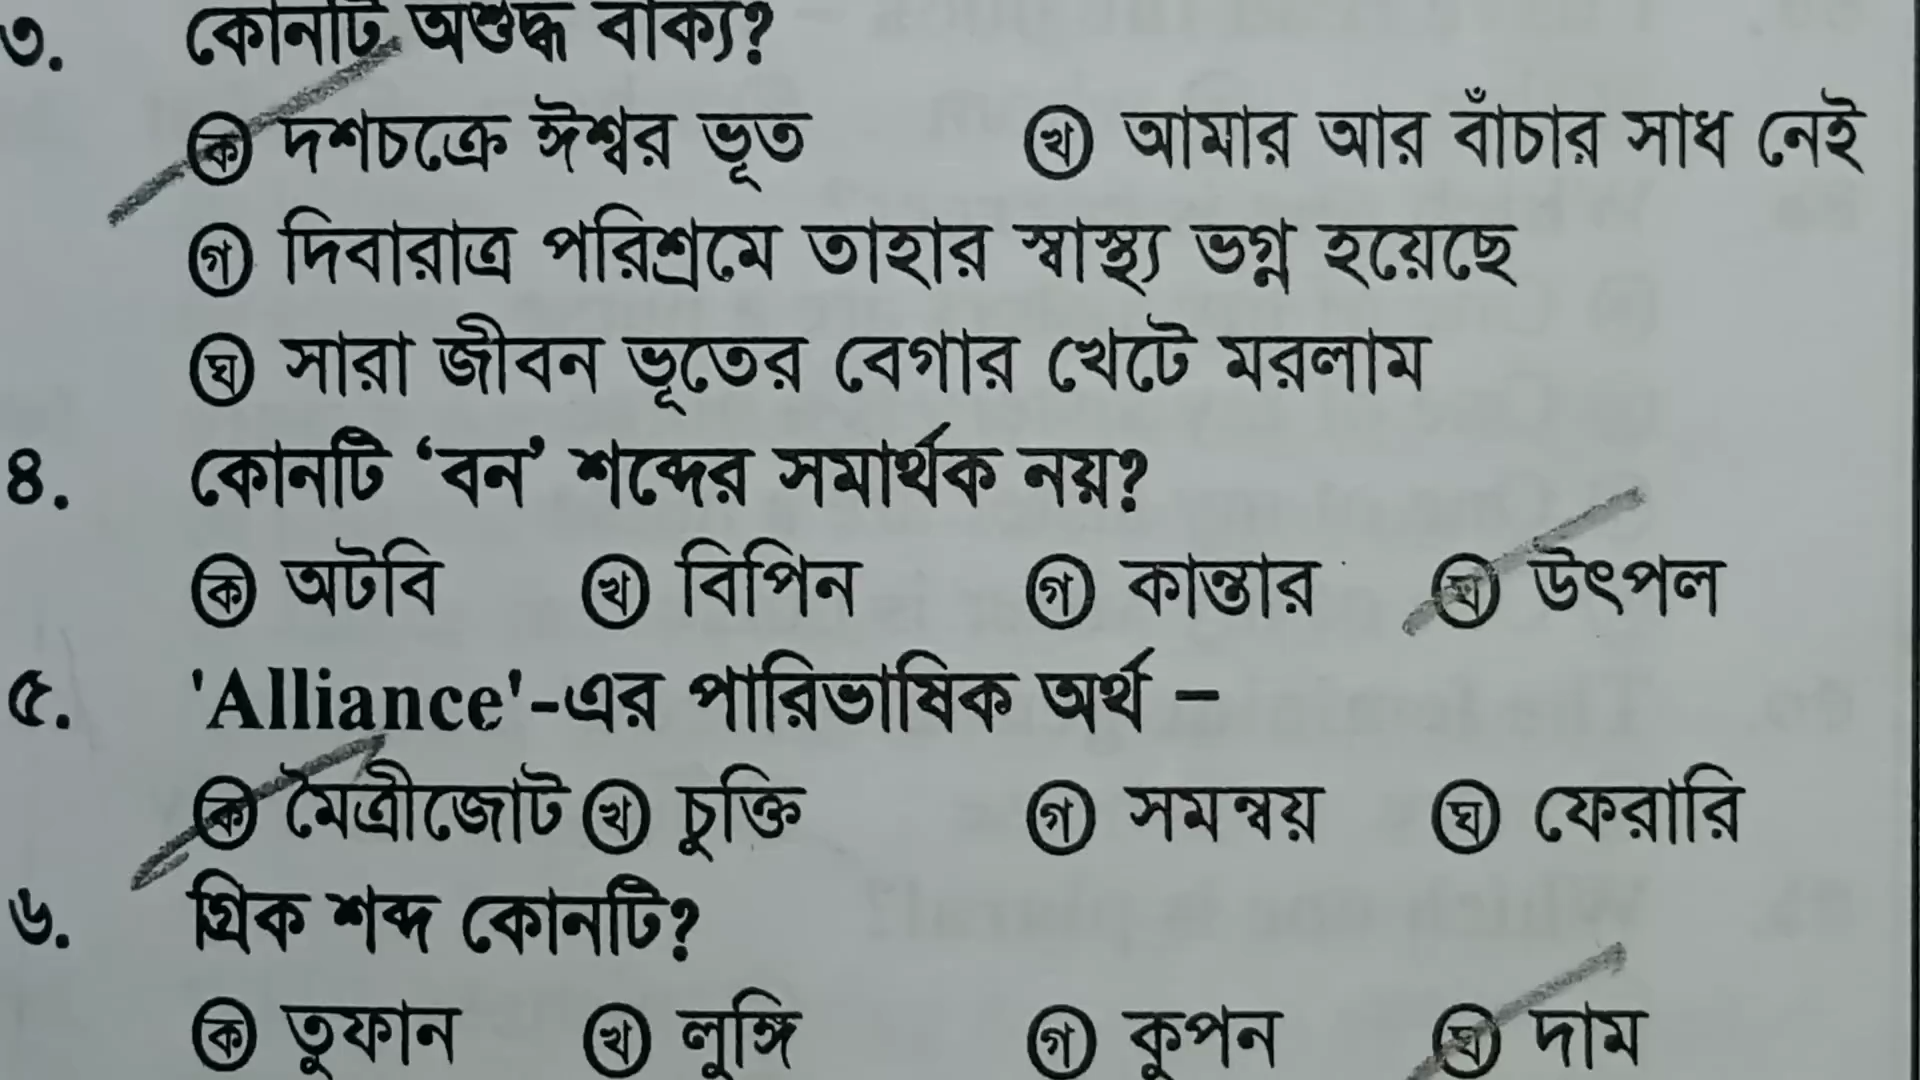 ৩. কোনটি অশুদ্ধ বাক্য?
ক দশচক্রে ঈশ্বর ভূত খ আমার আর বাঁচার সাধ নেই
গ দিবারাত্র পরিশ্রমে তাহার স্বাস্থ্য ভগ্ন হয়েছে
ঘ সারা জীবন ভূতের বেগার খেটে মরলাম
৪. কোনটি ‘বন’ শব্দের সমার্থক নয়?
ক অটবি খ বিপিন গ কান্তার ঘ উৎপল
৫. 'Alliance'-এর পারিভাষিক অর্থ –
ক মৈত্রীজোট খ চুক্তি গ সমন্বয় ঘ ফেরারি
৬. গ্রিক শব্দ কোনটি?
ক তুফান খ লুঙ্গি গ কুপন ঘ দাম